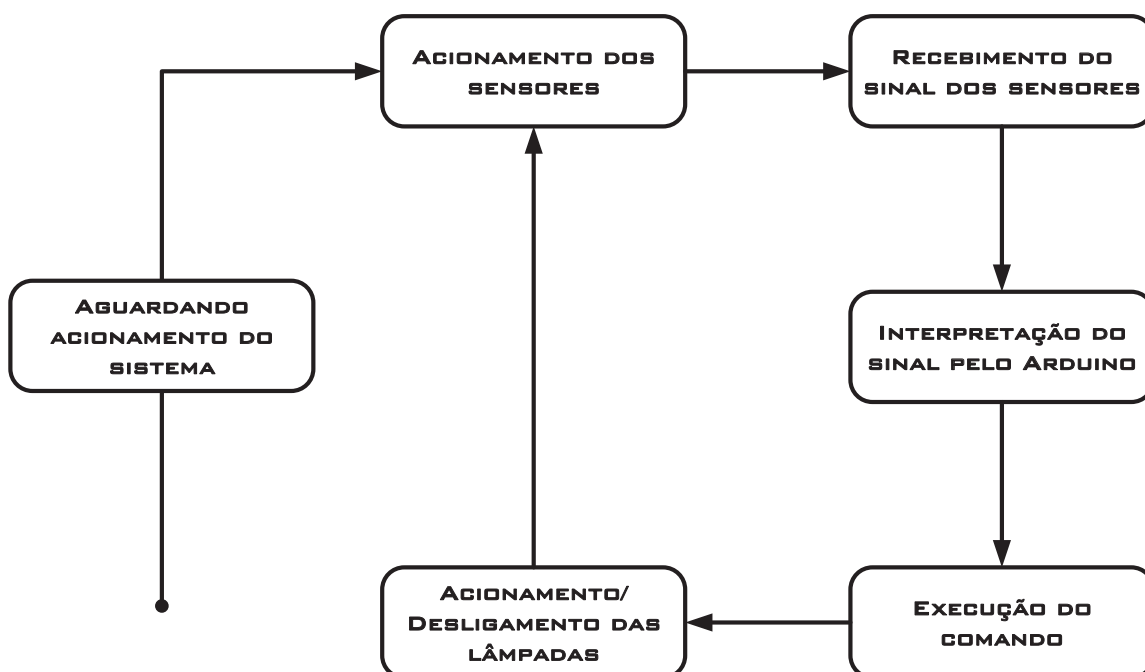 Acionamento dos
sensores
Recebimento do
sinal dos sensores
Aguardando
acionamento do
sistema
Interpretação do
sinal pelo Arduino
Acionamento/
Desligamento das
lâmpadas
Execução do
comando